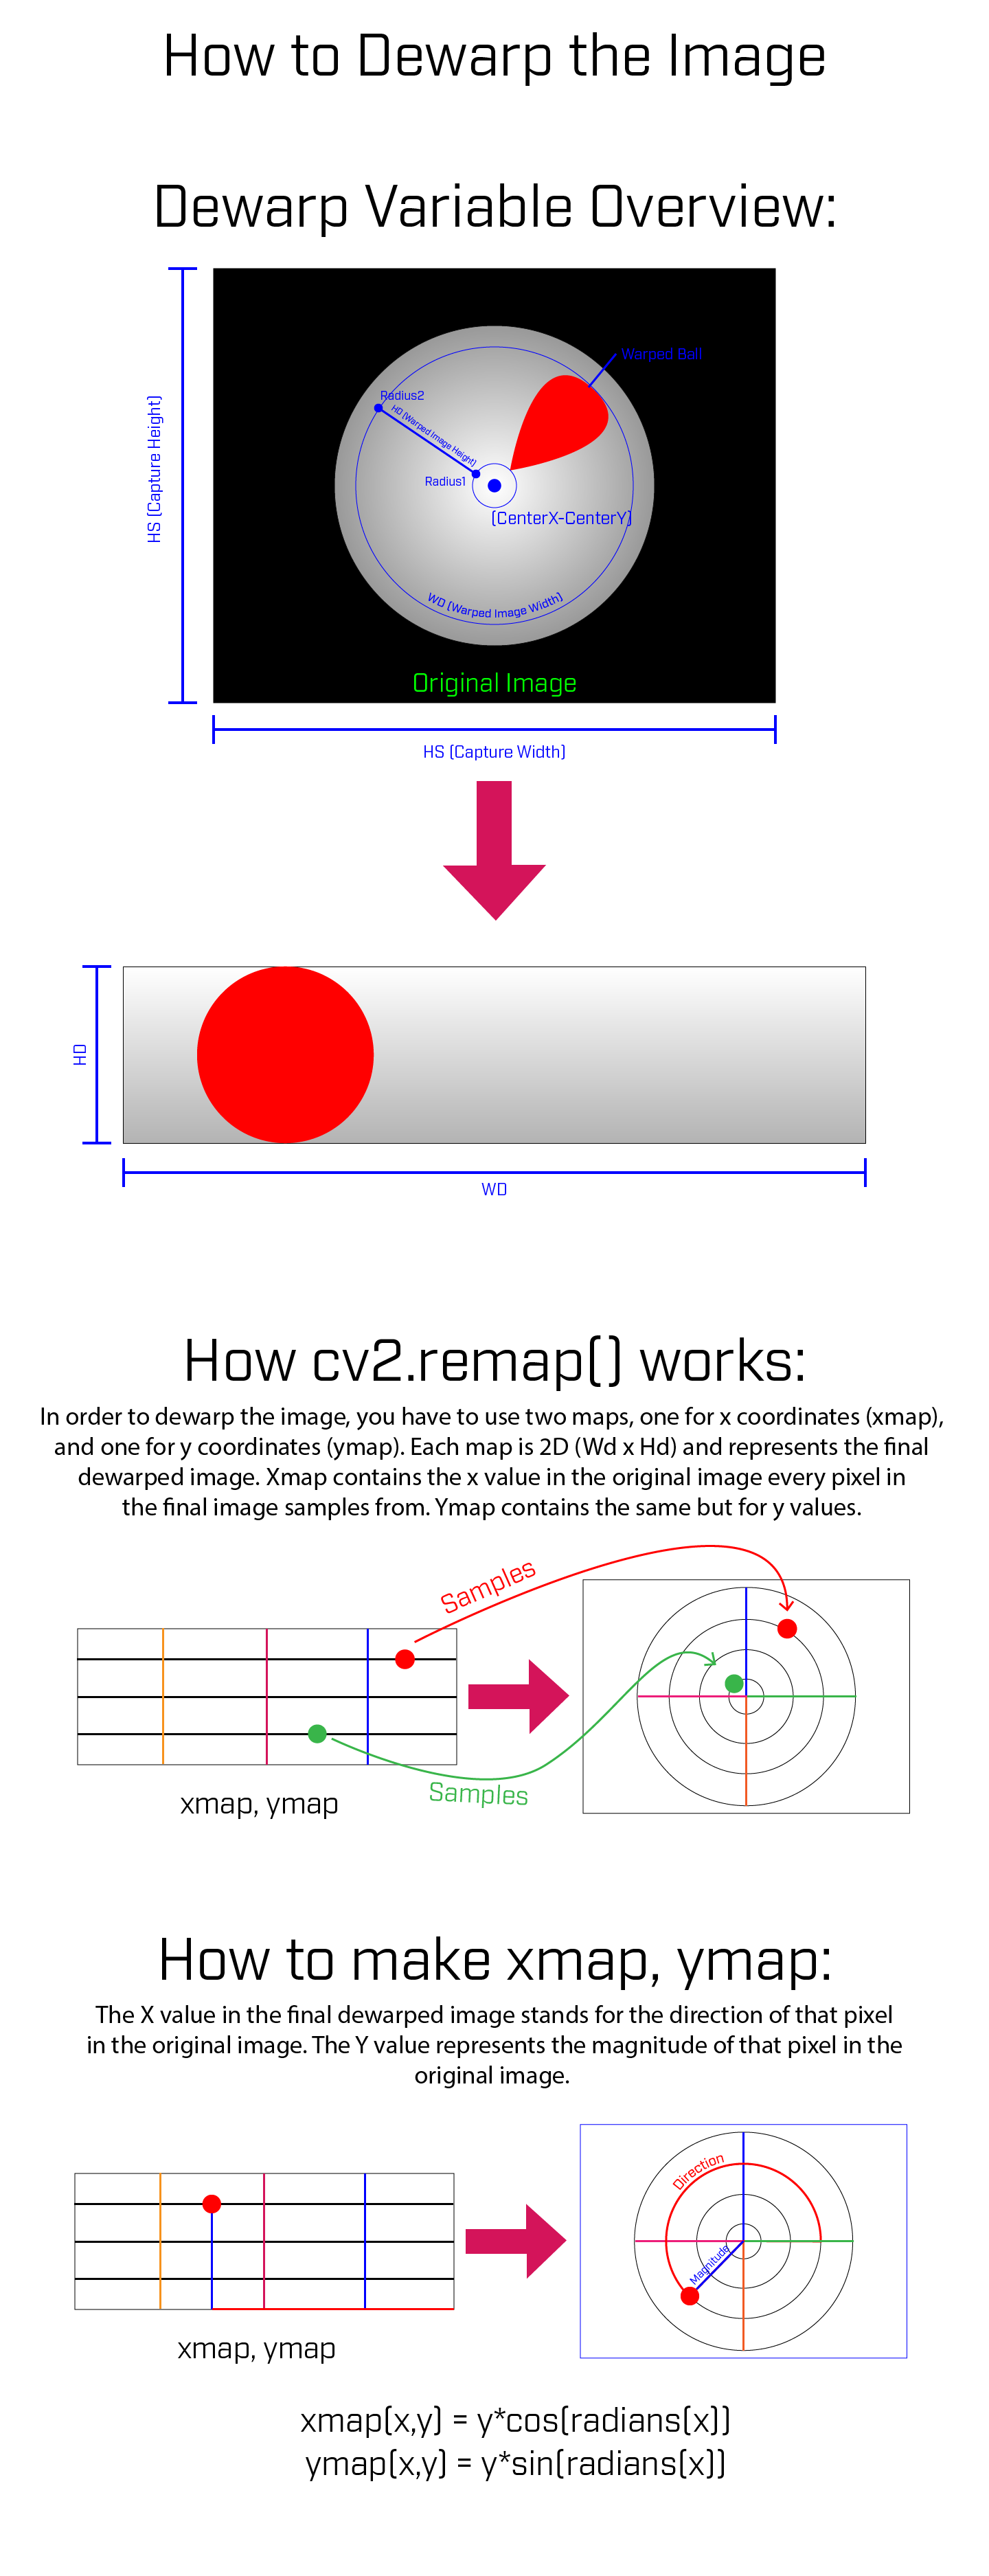 How to Dewarp the Image
Dewarp Variable Overview:
HS (Capture Height)
Warped Ball
Radius2
HD (Warped Image Height)
Radius1
(CenterX-CenterY)
WD (Warped Image Width)
Original Image
HS (Capture Width)
HD
WD
How cv2.remap() works:
In order to dewarp the image, you have to use two maps, one for x coordinates (xmap),
and one for y coordinates (ymap). Each map is 2D (Wd x Hd) and represents the final
dewarped image. Xmap contains the x value in the original image every pixel in
the final image samples from. Ymap contains the same but for y values.
Samples
Samples
xmap, ymap
How to make xmap, ymap:
The X value in the final dewarped image stands for the direction of that pixel
in the original image. The Y value represents the magnitude of that pixel in the
original image.
Direction
Magnitude
xmap, ymap
xmap(x,y) = y*cos(radians(x))
ymap(x,y) = y*sin(radians(x))